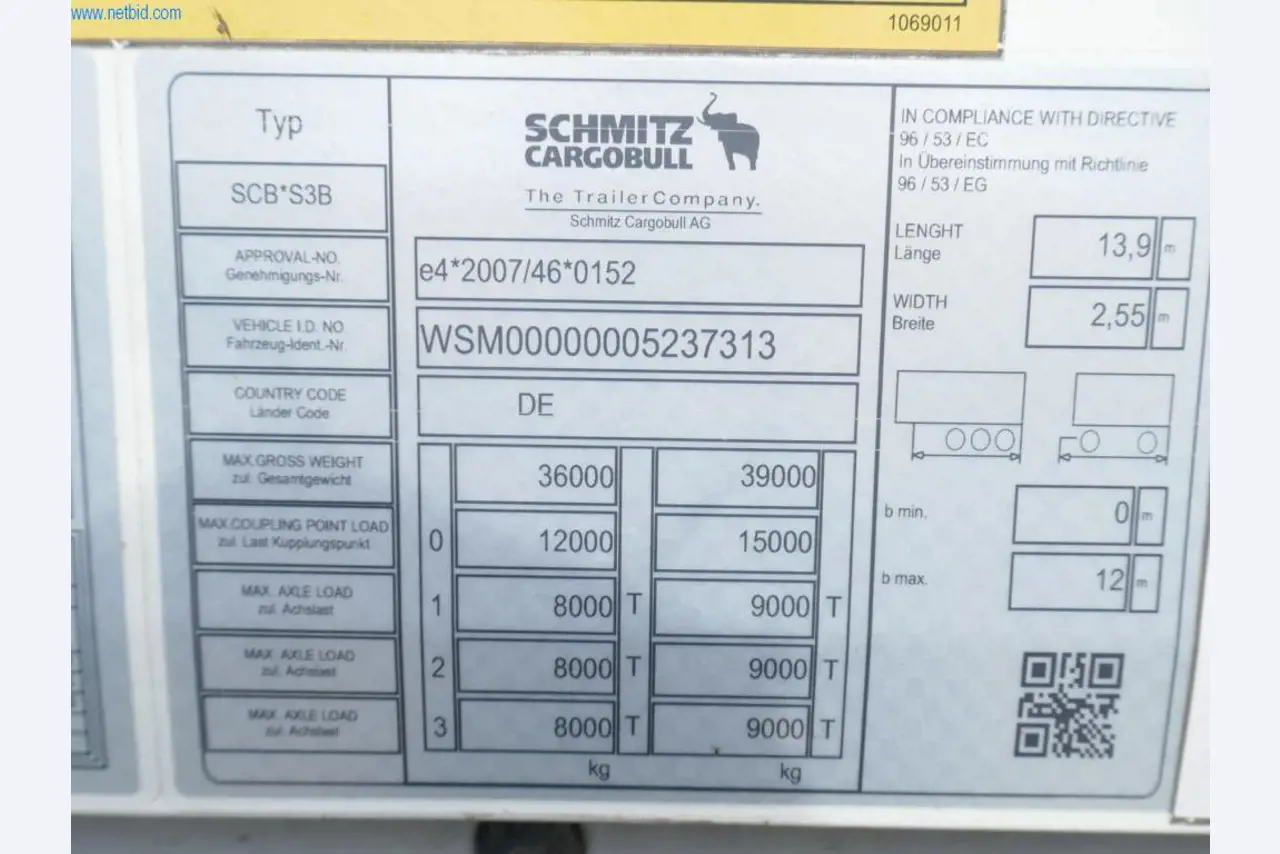 www.netbid.com
1069011
Typ
SCB*S3B
APPROVAL-NO.
Genehmigungs-Nr.
VEHICLE I.D. NO
Fahrzeug-Ident.-Nr.
COUNTRY CODE
Länder Code
MAX.GROSS WEIGHT
zul. Gesamtgewicht
MAX.COUPLING POINT LOAD
zul. Last Kupplungspunkt
MAX. AXLE LOAD
zul. Achslast
MAX. AXLE LOAD
zul. Achslast
MAX. AXLE LOAD
zul. Achslast
SCHMITZ
CARGOBULL
The Trailer Company.
Schmitz Cargobull AG
e4*2007/46*0152
WSM00000005237313
DE
36000 39000
0 12000 15000
1 8000 T 9000 T
2 8000 T 9000 T
3 8000 T 9000 T
kg kg
IN COMPLIANCE WITH DIRECTIVE
96 / 53 / EC
In Übereinstimmung mit Richtlinie
96 / 53 / EG
LENGHT
Länge
13,9 m
WIDTH
Breite
2,55 m
b min. 0 m
b max. 12 m